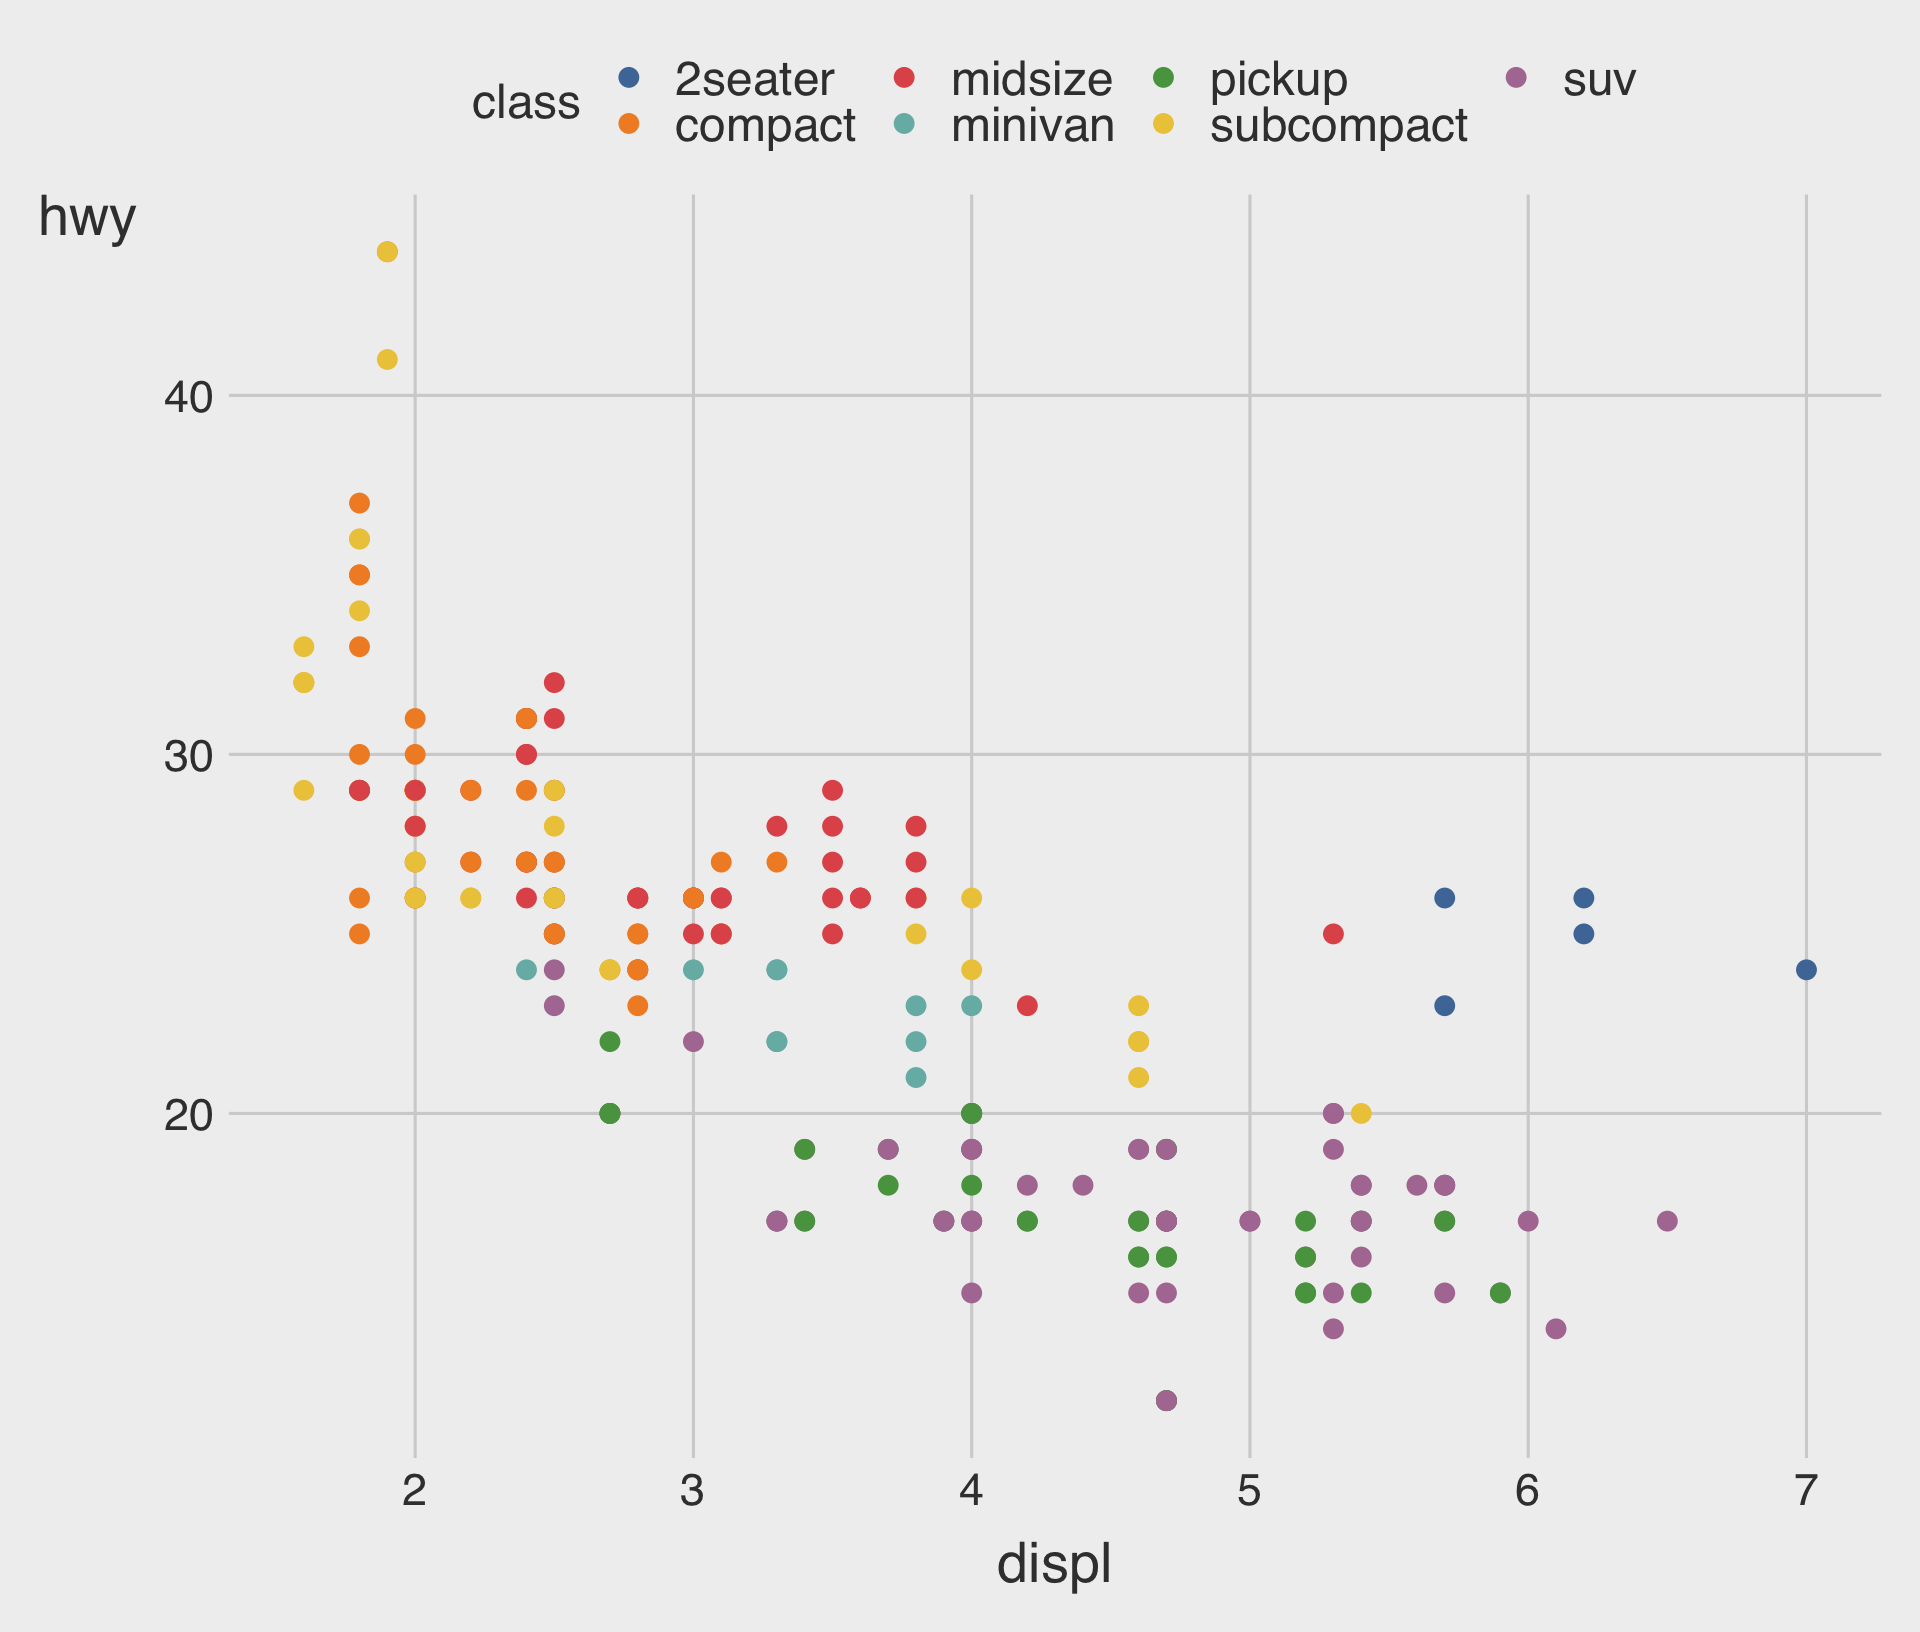 class
2seater midsize pickup suv
compact minivan subcompact
hwy
40
30
20
2 3 4 5 6 7
displ